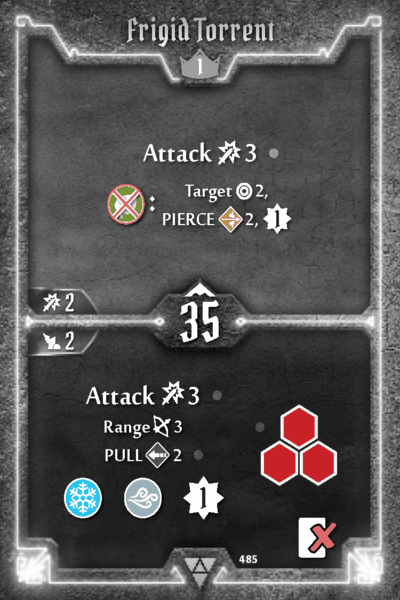 Frigid Torrent
1
Attack 3
Target 2,
: PIERCE 2, 1
2
35
2
Attack 3
Range 3
PULL 2
1
485